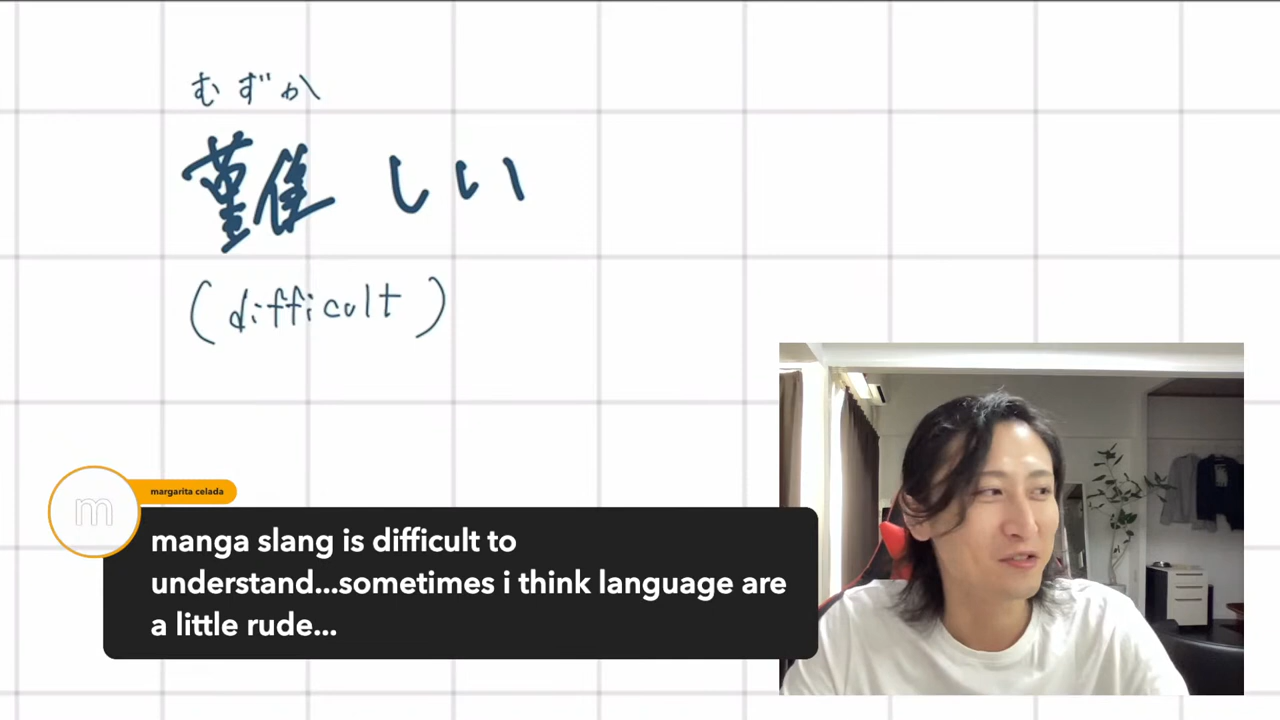 むずか
難しい
(difficult)
m
margarita celada
manga slang is difficult to
understand...sometimes i think language are
a little rude...